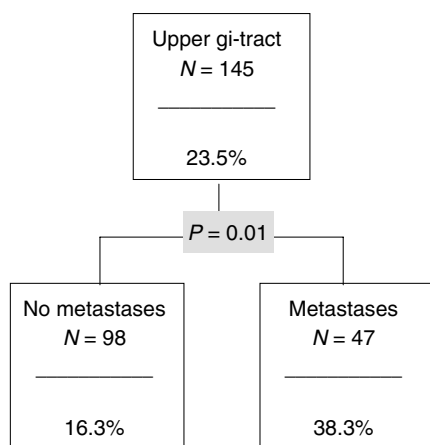 Upper gi-tract
N = 145
23.5%
P = 0.01
No metastases
N = 98
16.3%
Metastases
N = 47
38.3%